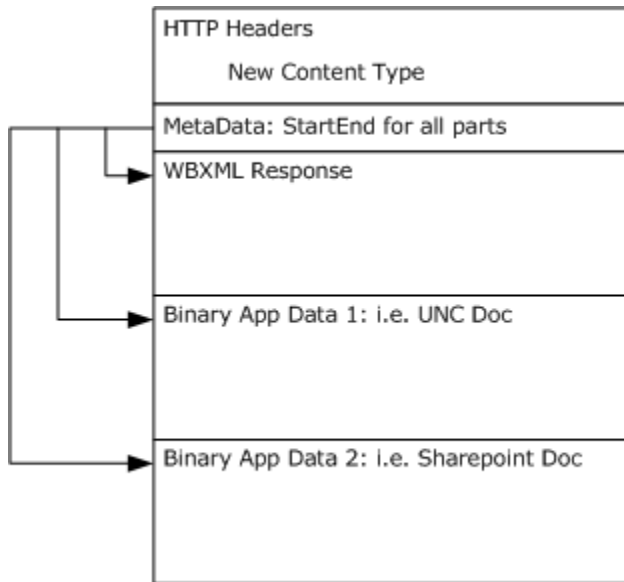 HTTP Headers
New Content Type
MetaData: StartEnd for all parts
WBXML Response
Binary App Data 1: i.e. UNC Doc
Binary App Data 2: i.e. Sharepoint Doc